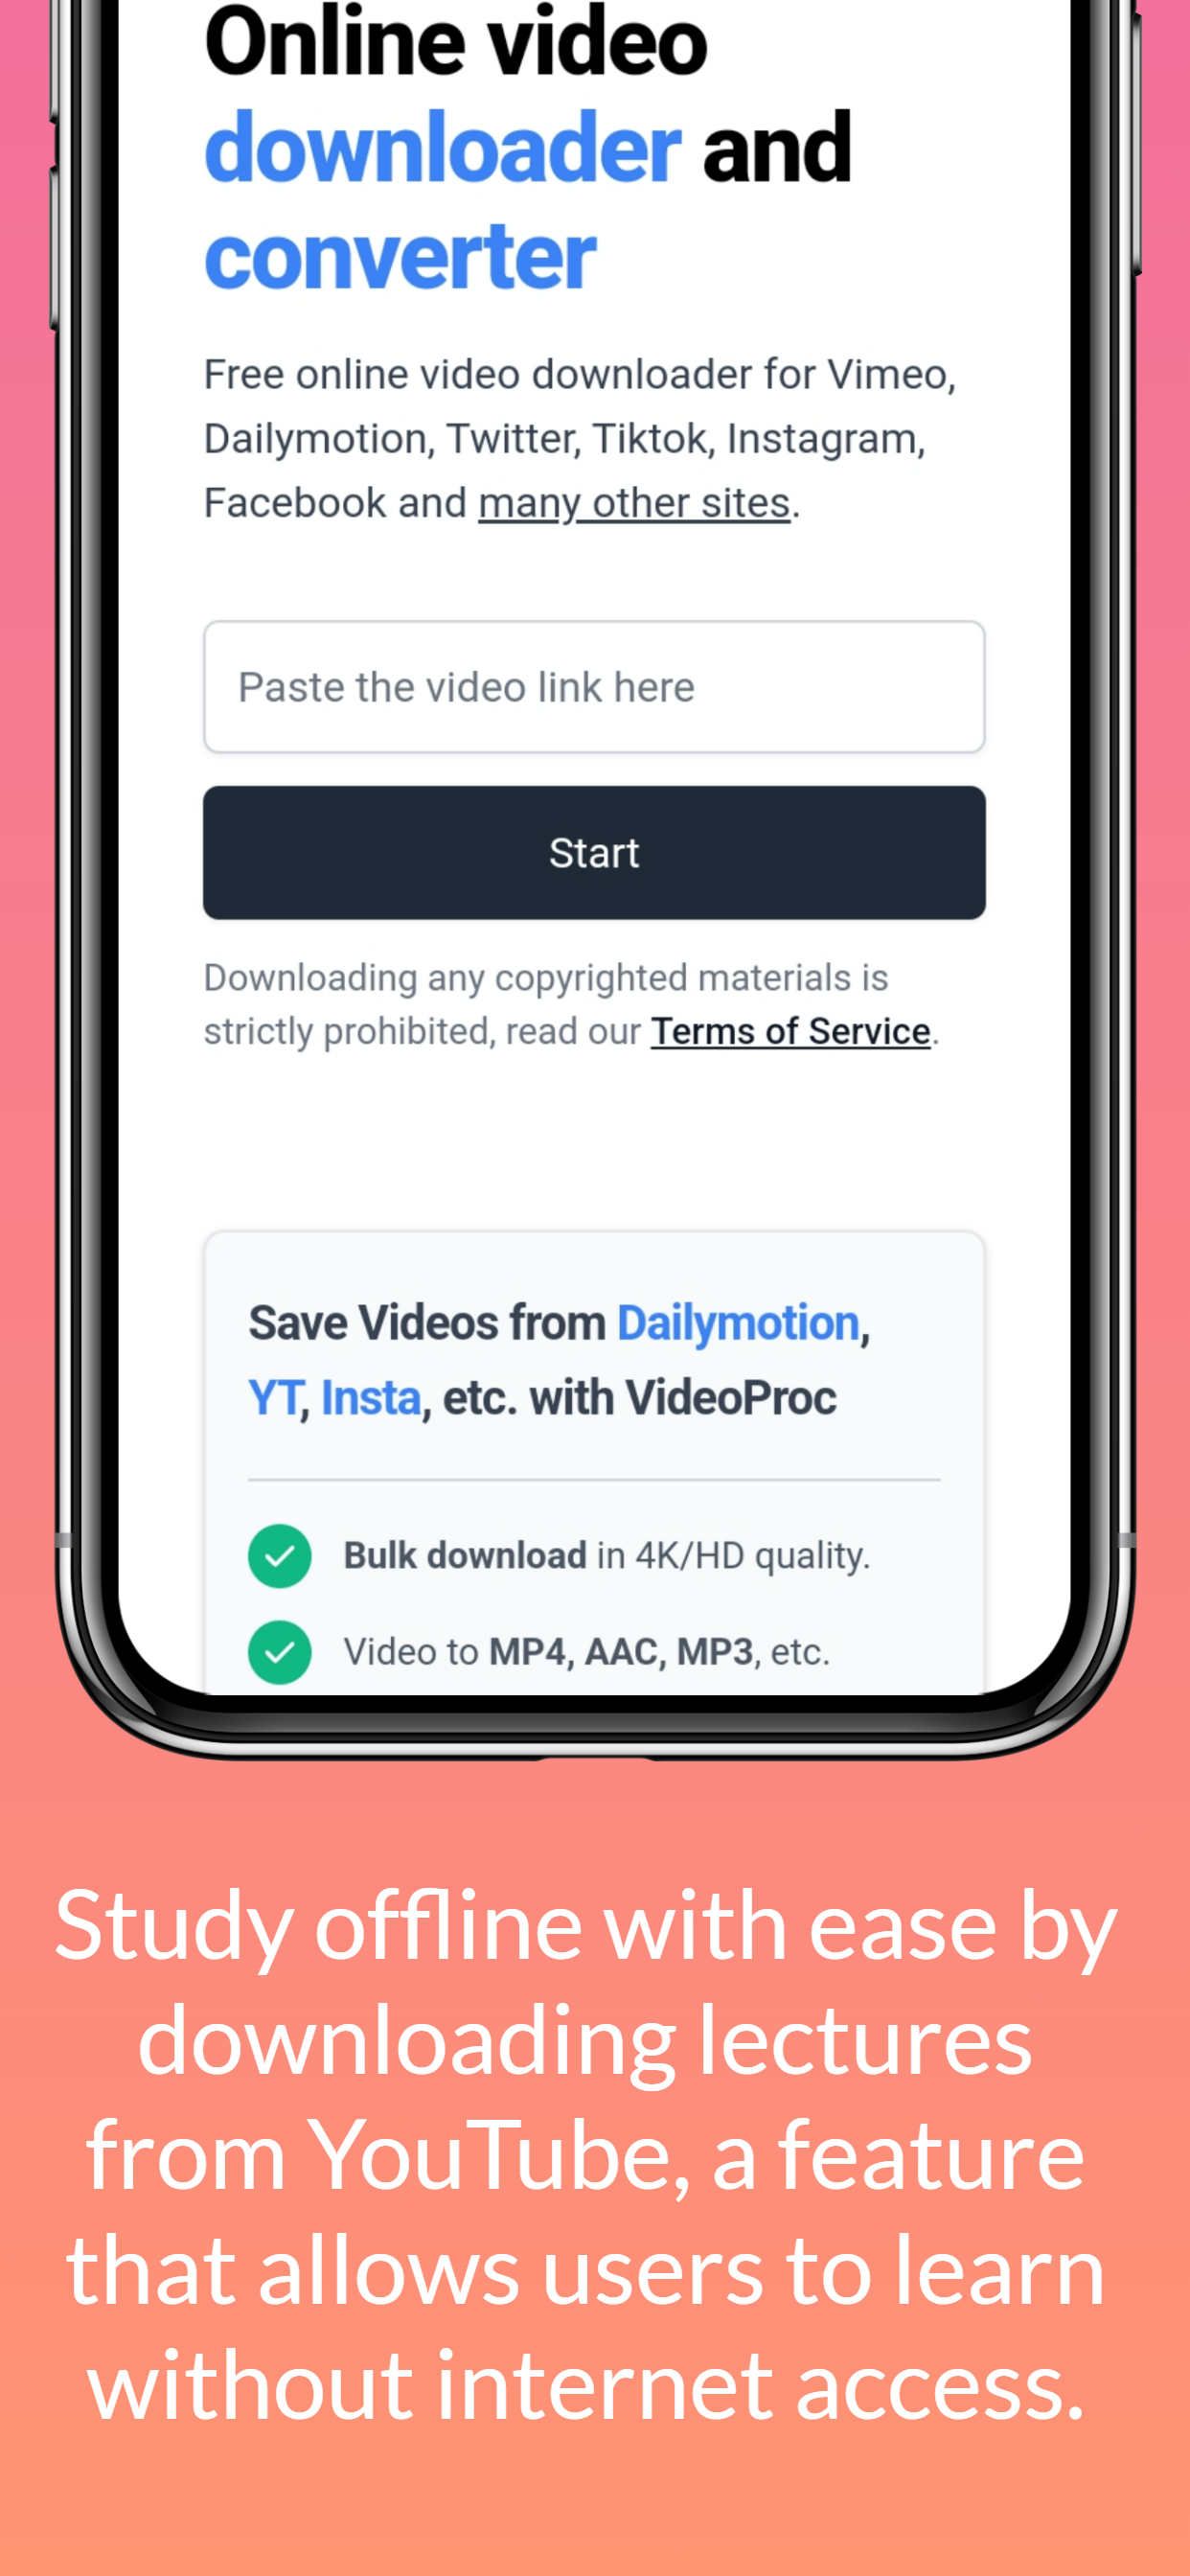 Online video
downloader and
converter
Free online video downloader for Vimeo,
Dailymotion, Twitter, Tiktok, Instagram,
Facebook and many other sites.
Paste the video link here
Start
Downloading any copyrighted materials is
strictly prohibited, read our Terms of Service.
Save Videos from Dailymotion,
YT, Insta, etc. with VideoProc
Bulk download in 4K/HD quality.
Video to MP4, AAC, MP3, etc.
Study offline with ease by
downloading lectures
from YouTube, a feature
that allows users to learn
without internet access.